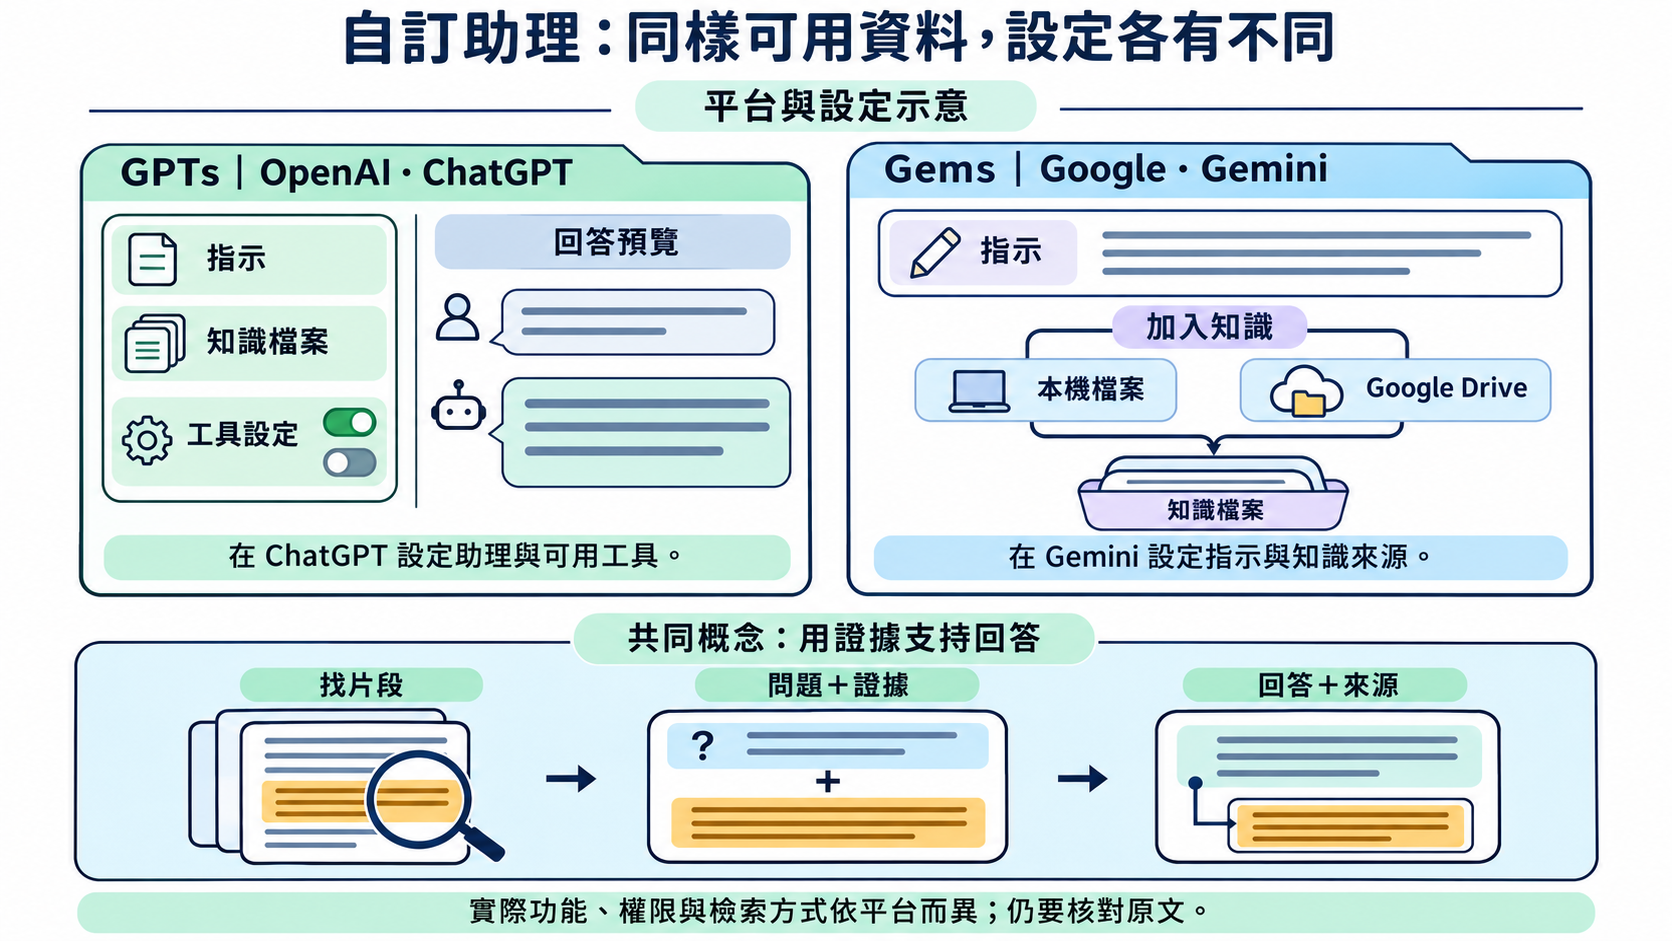 自訂助理：同樣可用資料，設定各有不同
平台與設定示意
GPTs｜OpenAI · ChatGPT
指示
知識檔案
工具設定
回答預覽
在 ChatGPT 設定助理與可用工具。
Gems｜Google · Gemini
指示
加入知識
本機檔案
Google Drive
知識檔案
在 Gemini 設定指示與知識來源。
共同概念：用證據支持回答
找片段
問題＋證據
?
+
回答＋來源
實際功能、權限與檢索方式依平台而異；仍要核對原文。